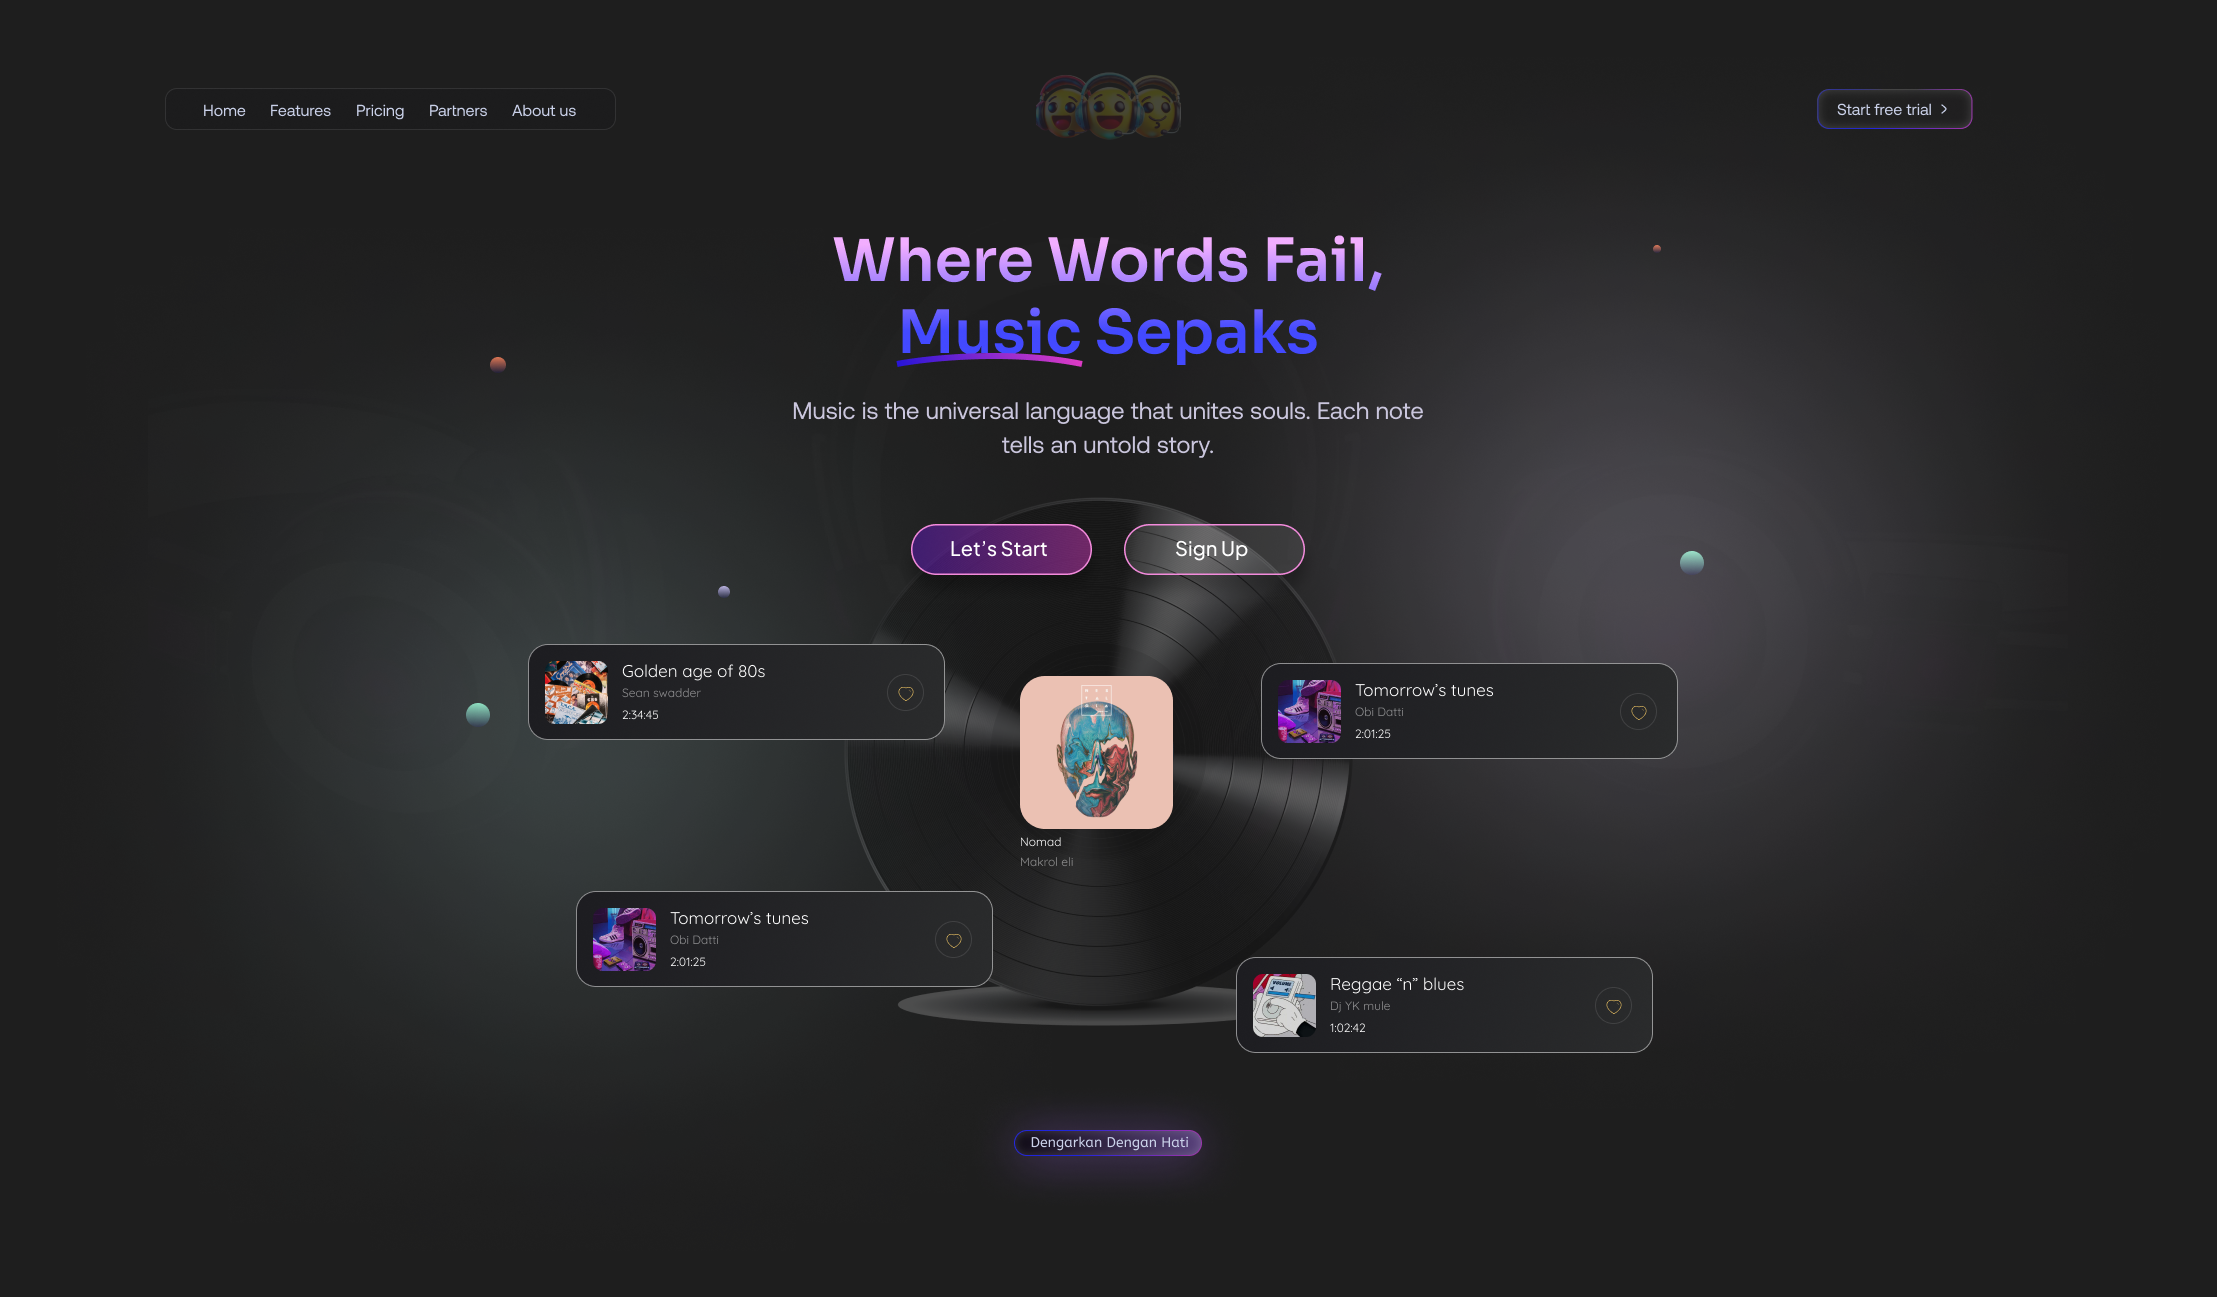 Home Features Pricing Partners About us
Start free trial
Where Words Fail,
Music Sepaks
Music is the universal language that unites souls. Each note
tells an untold story.
Let’s Start
Sign Up
Golden age of 80s
Sean swadder
2:34:45
Tomorrow’s tunes
Obi Datti
2:01:25
Nomad
Makrol eli
Tomorrow’s tunes
Obi Datti
2:01:25
Reggae “n” blues
Dj YK mule
1:02:42
Dengarkan Dengan Hati